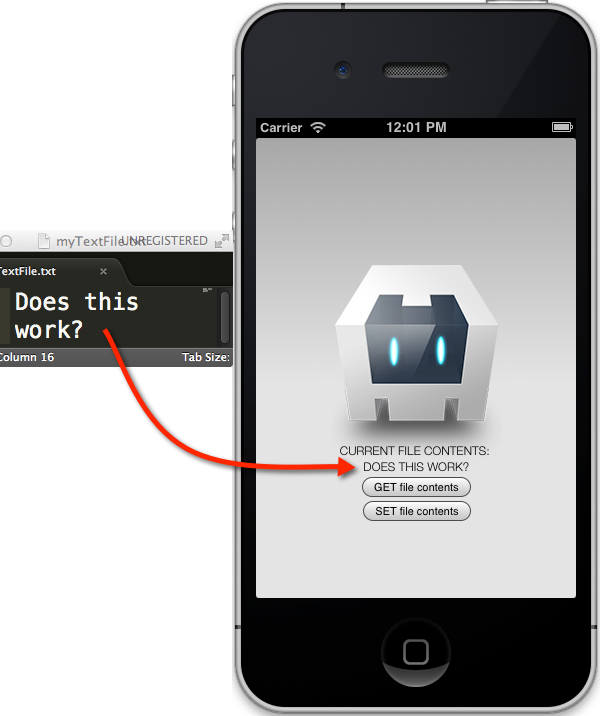 myTextFile.txt
UNREGISTERED
TextFile.txt
Does this
work?
Column 16
Tab Size:
Carrier
12:01 PM
CURRENT FILE CONTENTS:
DOES THIS WORK?
GET file contents
SET file contents